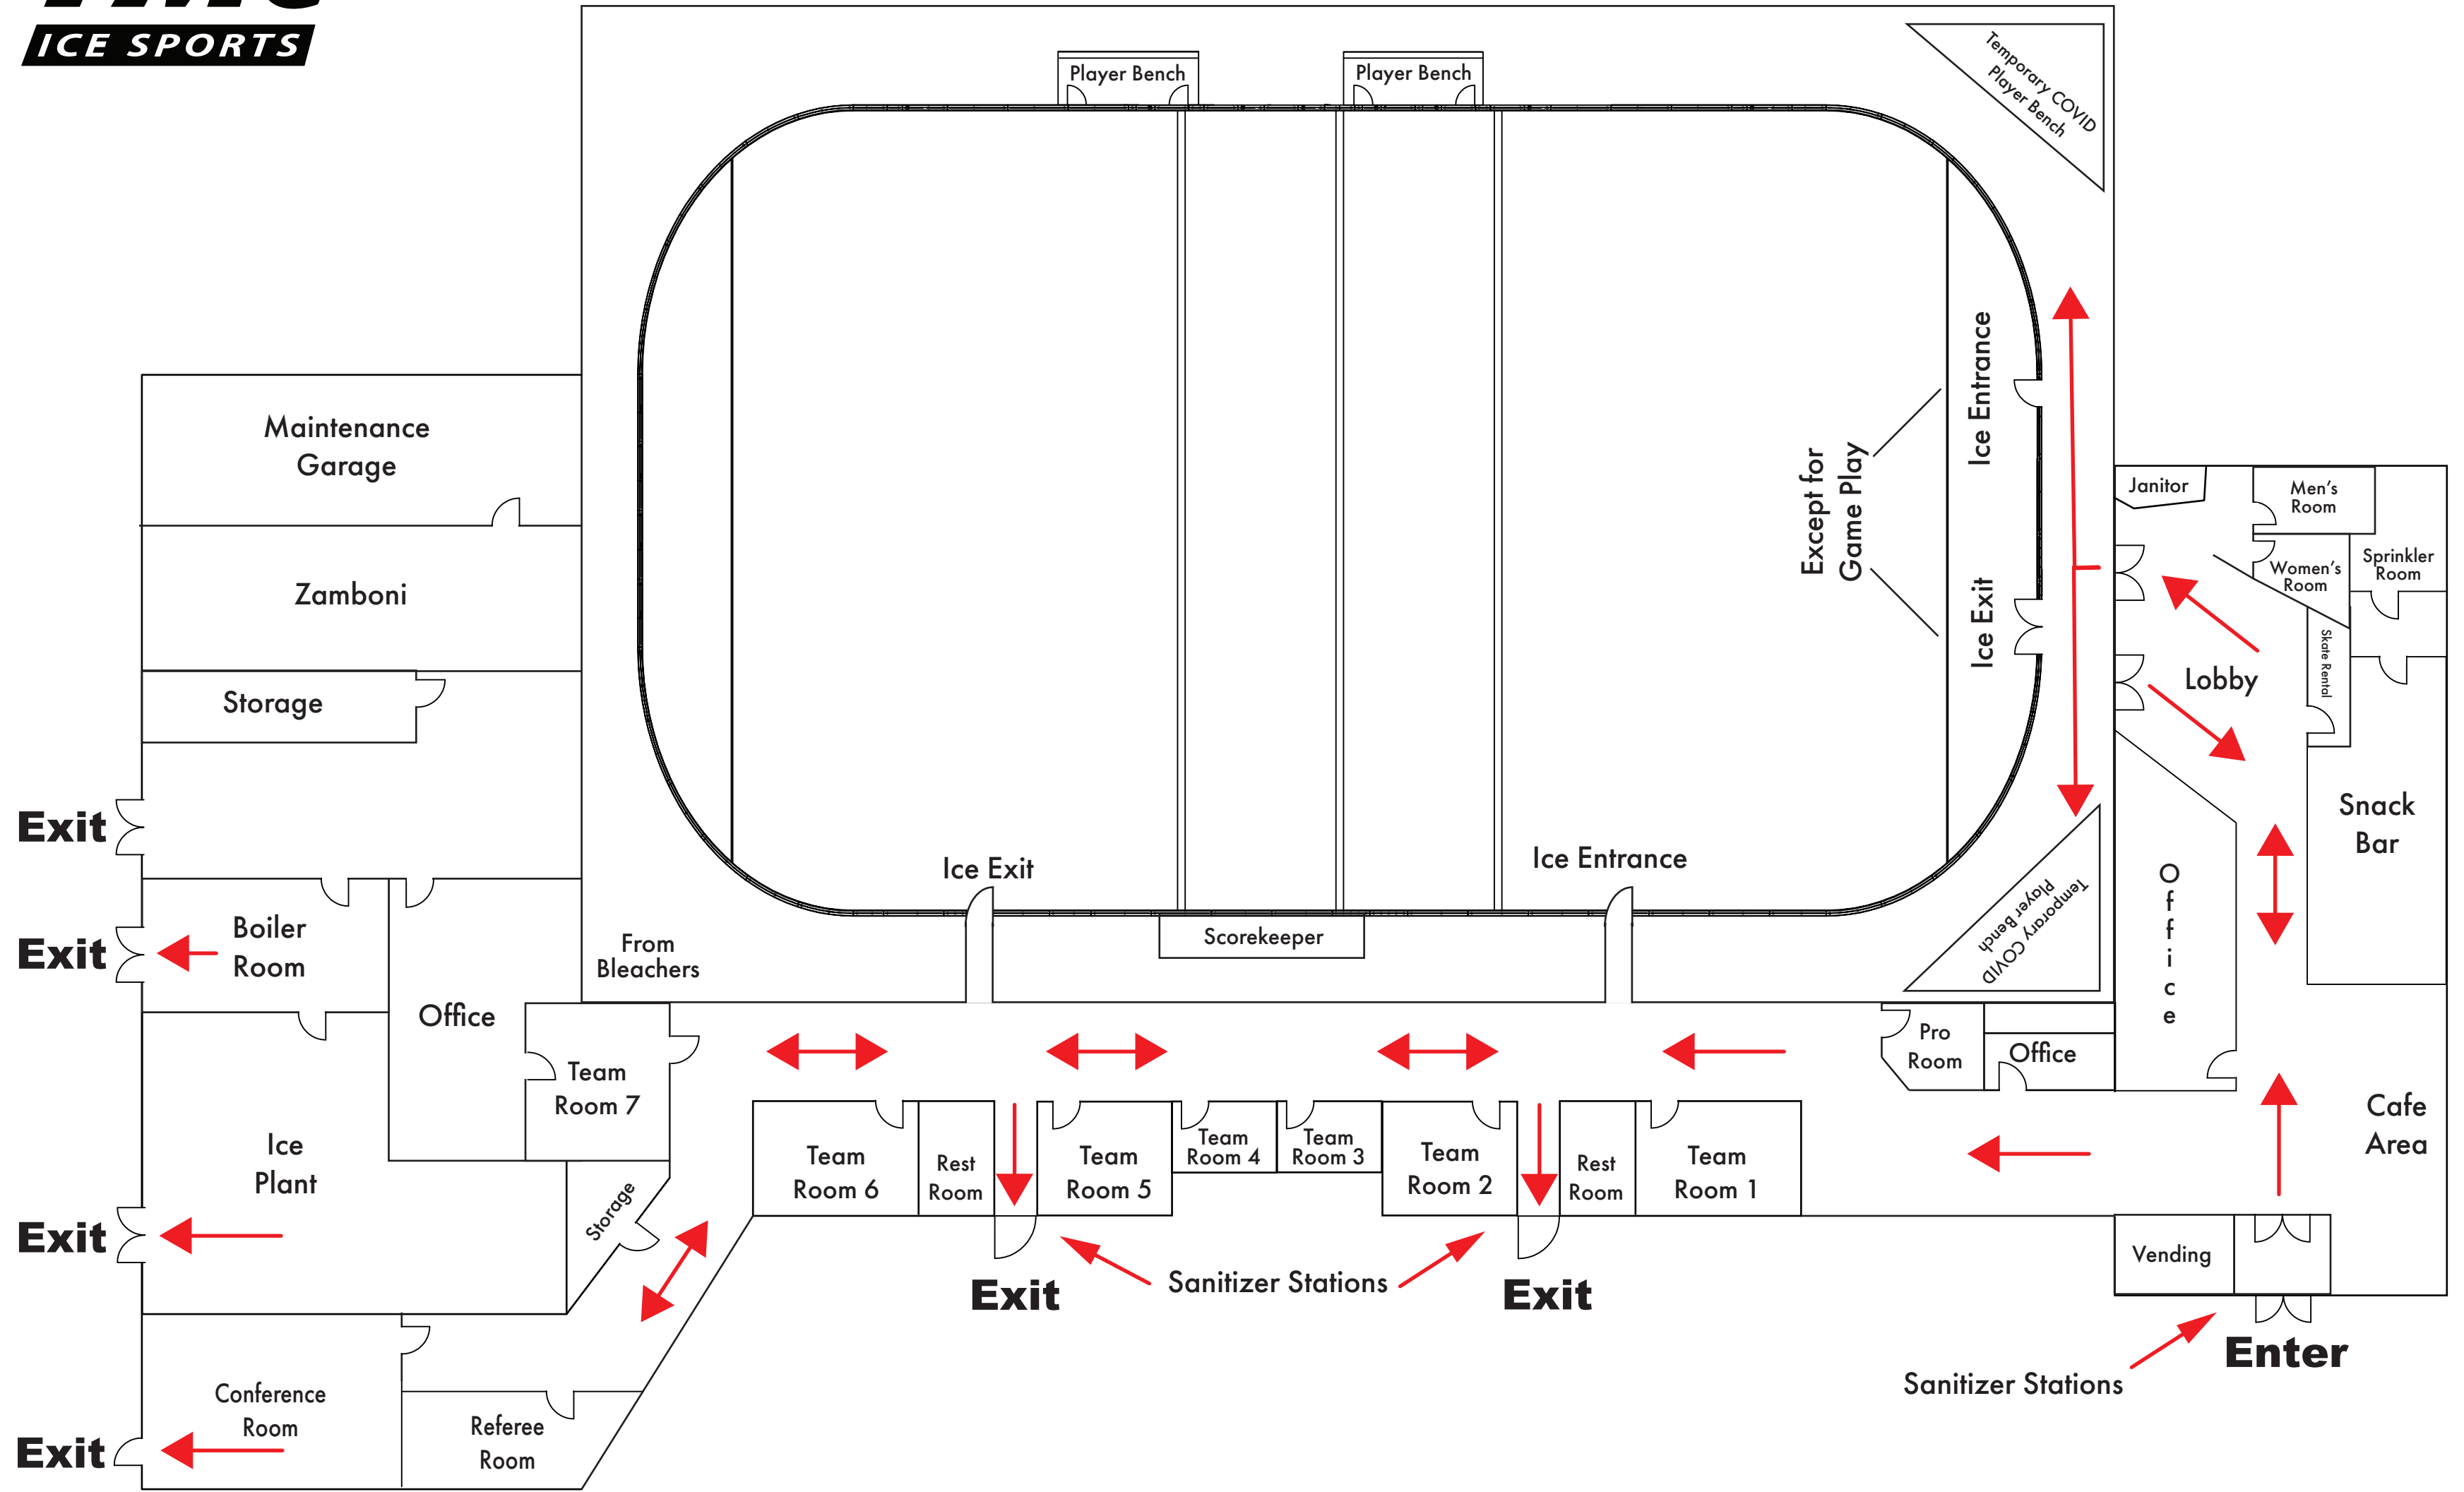 ICE SPORTS
Player Bench
Player Bench
Temporary COVID
Player Bench
Maintenance
Garage
Zamboni
Storage
Exit
Boiler
Room
Exit
Office
Ice
Plant
Exit
Conference
Room
Exit
Referee
Room
Storage
Team
Room 7
From
Bleachers
Ice Exit
Scorekeeper
Ice Entrance
Except for
Game Play
Ice Entrance
Ice Exit
Temporary COVID
Player Bench
Janitor
Men's
Room
Women's
Room
Sprinkler
Room
Skate Rental
Lobby
Snack
Bar
Office
Pro
Room
Office
Cafe
Area
Team
Room 6
Rest
Room
Team
Room 5
Team
Room 4
Team
Room 3
Team
Room 2
Rest
Room
Team
Room 1
Exit
Sanitizer Stations
Exit
Vending
Enter
Sanitizer Stations